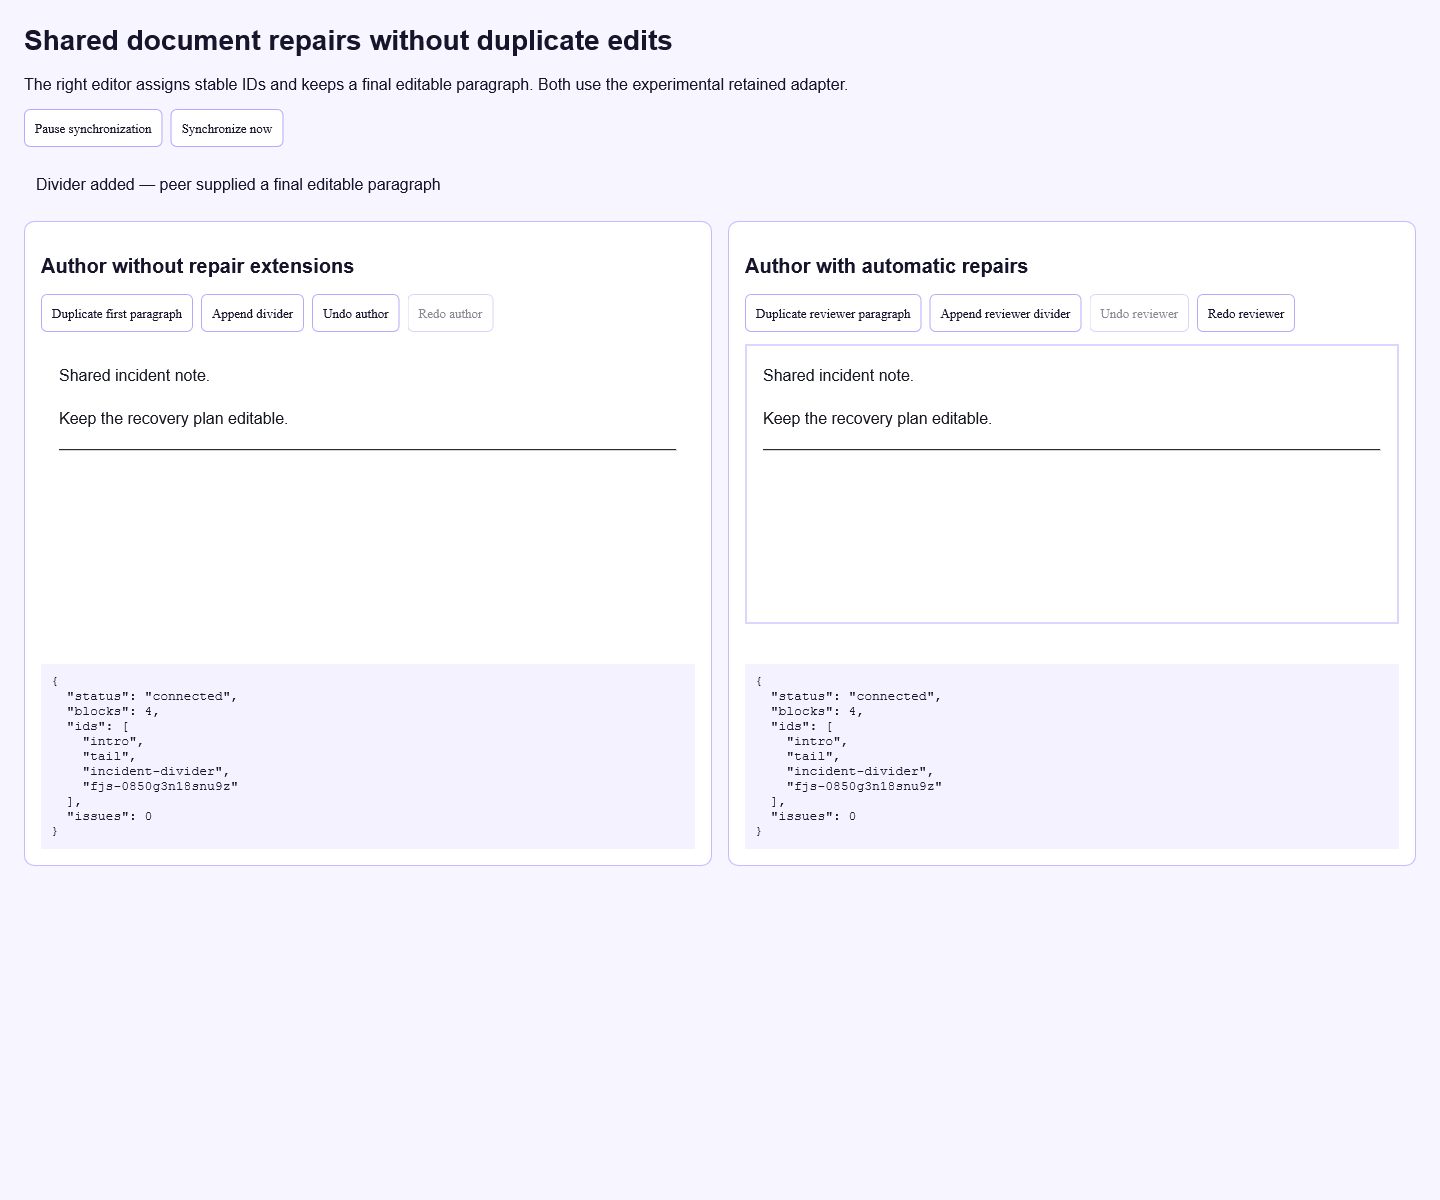 Shared document repairs without duplicate edits
The right editor assigns stable IDs and keeps a final editable paragraph. Both use the experimental retained adapter.
Pause synchronization
Synchronize now
Divider added — peer supplied a final editable paragraph
Author without repair extensions
Duplicate first paragraph
Append divider
Undo author
Redo author
Shared incident note.
Keep the recovery plan editable.
{
  "status": "connected",
  "blocks": 4,
  "ids": [
    "intro",
    "tail",
    "incident-divider",
    "fjs-0850g3nl8snu9z"
  ],
  "issues": 0
}
Author with automatic repairs
Duplicate reviewer paragraph
Append reviewer divider
Undo reviewer
Redo reviewer
Shared incident note.
Keep the recovery plan editable.
{
  "status": "connected",
  "blocks": 4,
  "ids": [
    "intro",
    "tail",
    "incident-divider",
    "fjs-0850g3nl8snu9z"
  ],
  "issues": 0
}